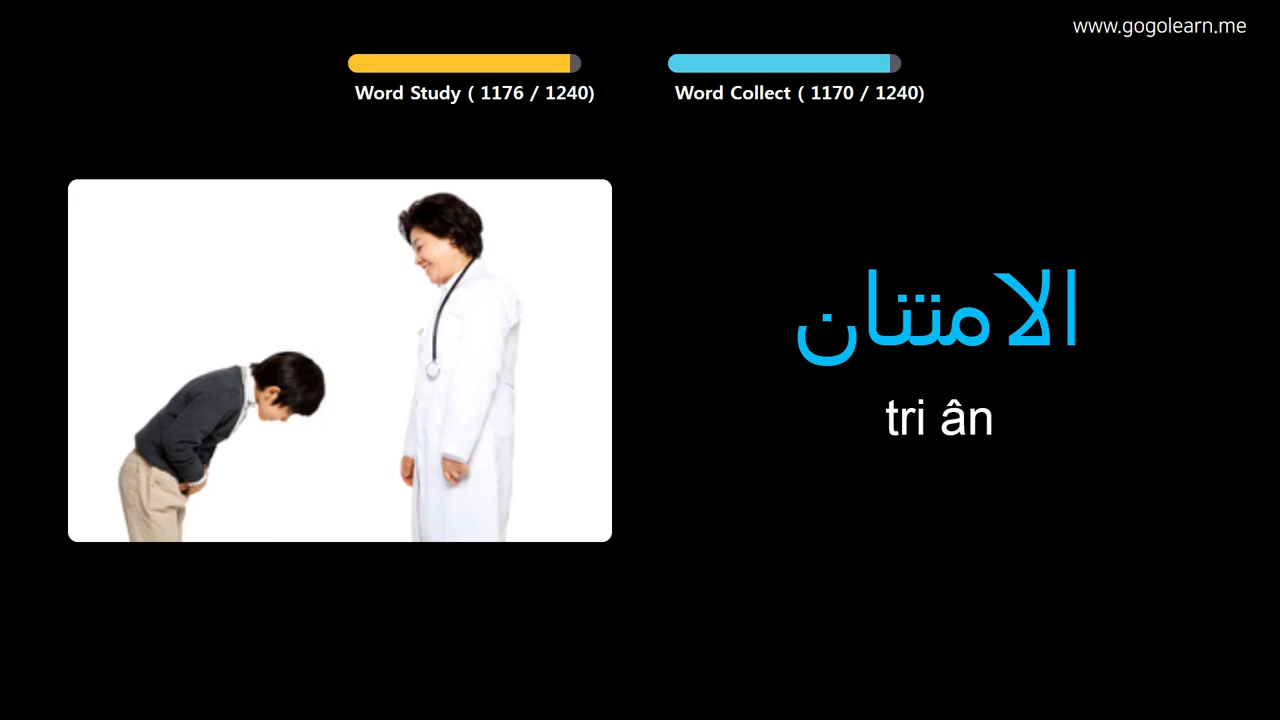 www.gogolearn.me
Word Study ( 1176 / 1240)
Word Collect ( 1170 / 1240)
الامتنان
tri ân